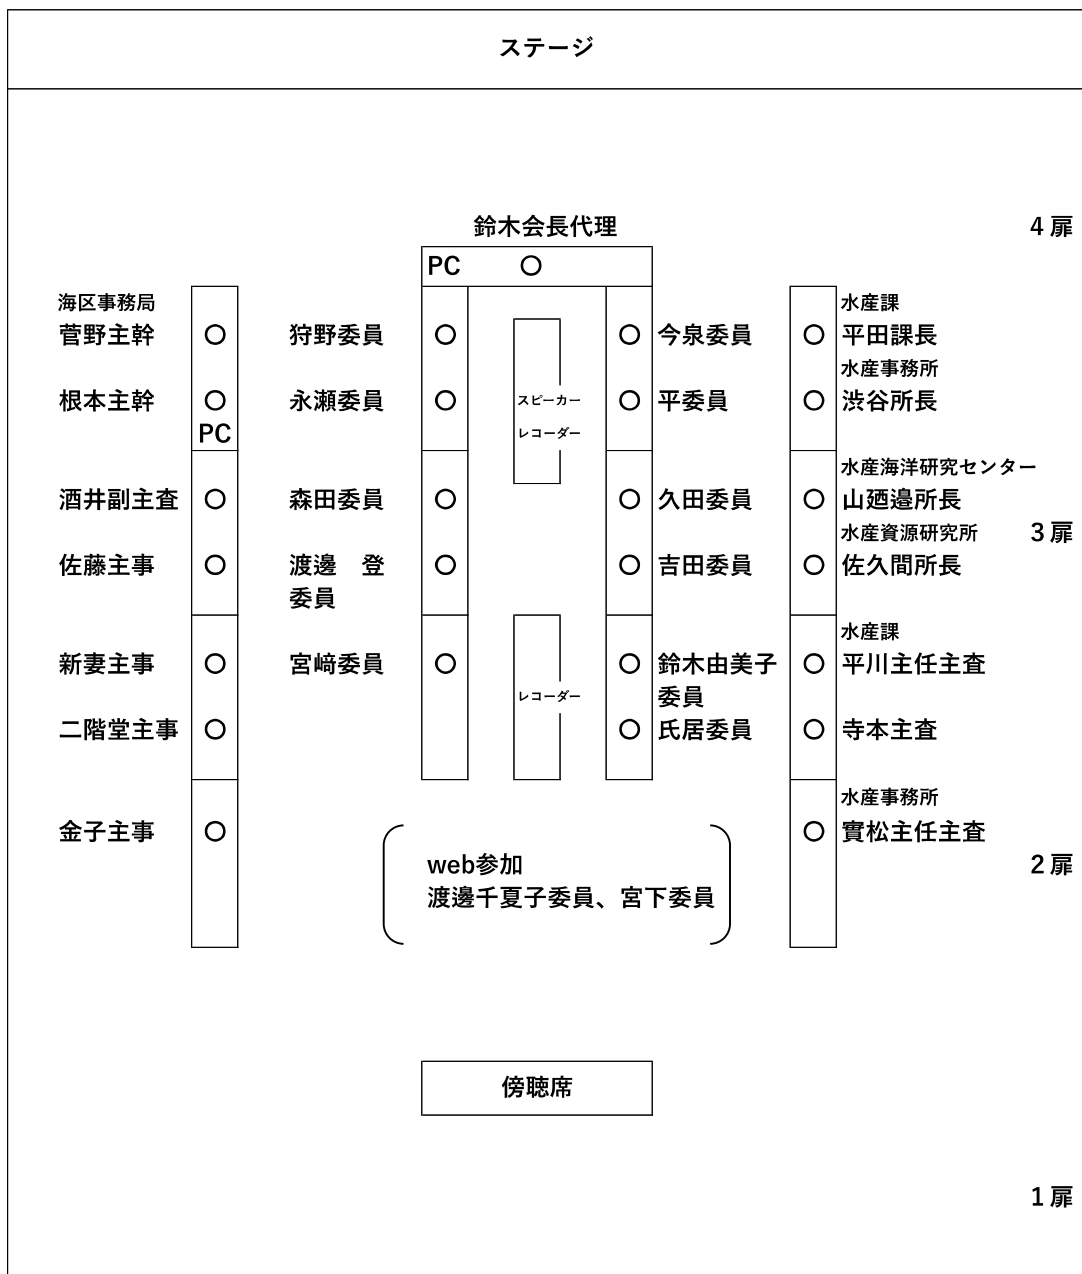 ステージ
鈴木会長代理
4扉
PC
海区事務局
菅野主幹
根本主幹
PC
酒井副主査
佐藤主事
新妻主事
二階堂主事
金子主事
狩野委員
永瀬委員
森田委員
渡邊　登
委員
宮﨑委員
スピーカー
レコーダー
レコーダー
今泉委員
平委員
久田委員
吉田委員
鈴木由美子
委員
氏居委員
水産課
平田課長
水産事務所
渋谷所長
水産海洋研究センター
山廼邉所長
水産資源研究所
佐久間所長
水産課
平川主任主査
寺本主査
水産事務所
實松主任主査
3扉
2扉
web参加
渡邊千夏子委員、宮下委員
傍聴席
1扉